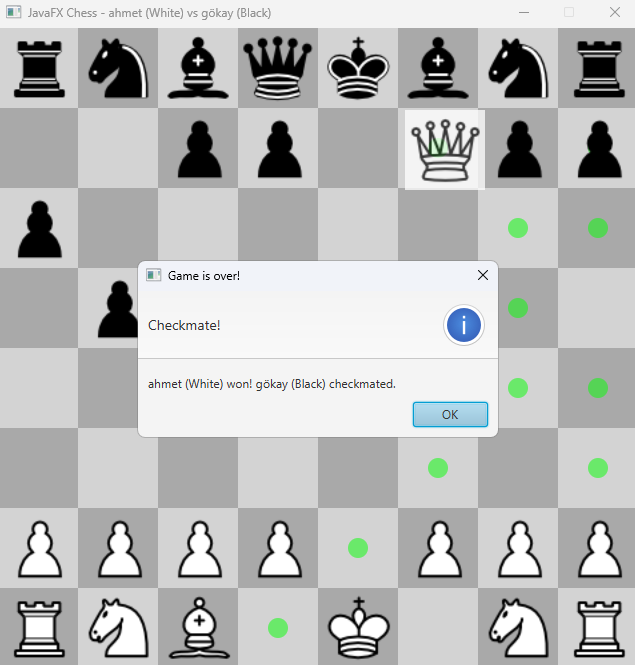 JavaFX Chess - ahmet (White) vs gökay (Black)
Game is over!
Checkmate!
ahmet (White) won! gökay (Black) checkmated.
OK